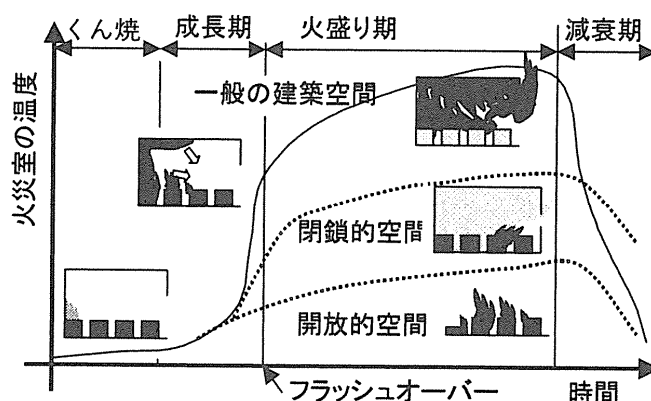 くん焼
成長期
火盛り期
減衰期
火災室の温度
一般の建築空間
閉鎖的空間
開放的空間
フラッシュオーバー
時間